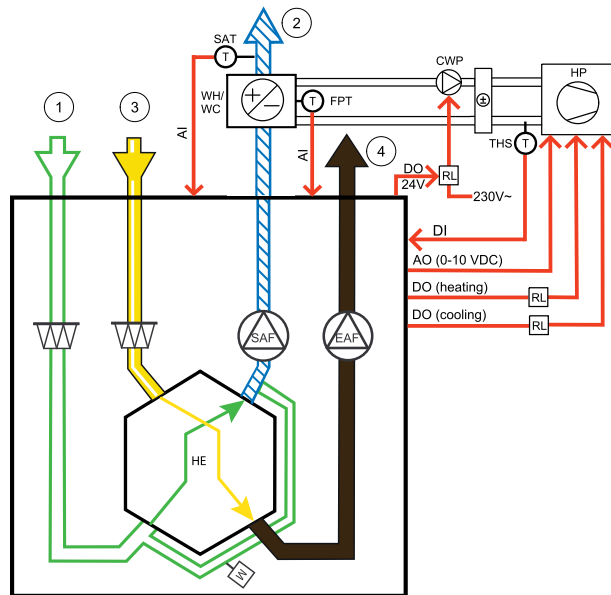 2
SAT
T
CWP
HP
1
3
WH/
WC
+
−
T
FPT
±
AI
AI
4
THS
T
DO
24V
RL
230V~
DI
AO (0-10 VDC)
DO (heating)
RL
DO (cooling)
RL
SAF
EAF
HE
M